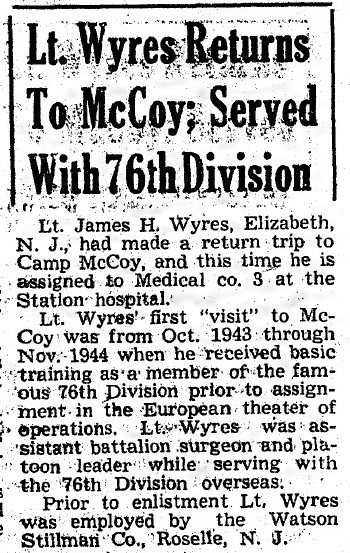 Lt. Wyres Returns
To McCoy; Served
With 76th Division
Lt. James H. Wyres, Elizabeth,
N. J., had made a return trip to
Camp McCoy, and this time he is
assigned to Medical co. 3 at the
Station hospital.
Lt. Wyres' first "visit" to Mc-
Coy was from Oct. 1943 through
Nov. 1944 when he received basic
training as a member of the fam-
ous 76th Division prior to assign-
ment in the European theater of
operations. Lt. Wyres was as-
sistant battalion surgeon and pla-
toon leader while serving with
the 76th Division overseas.
Prior to enlistment Lt. Wyres
was employed by the Watson
Stillman Co., Roselle, N. J.